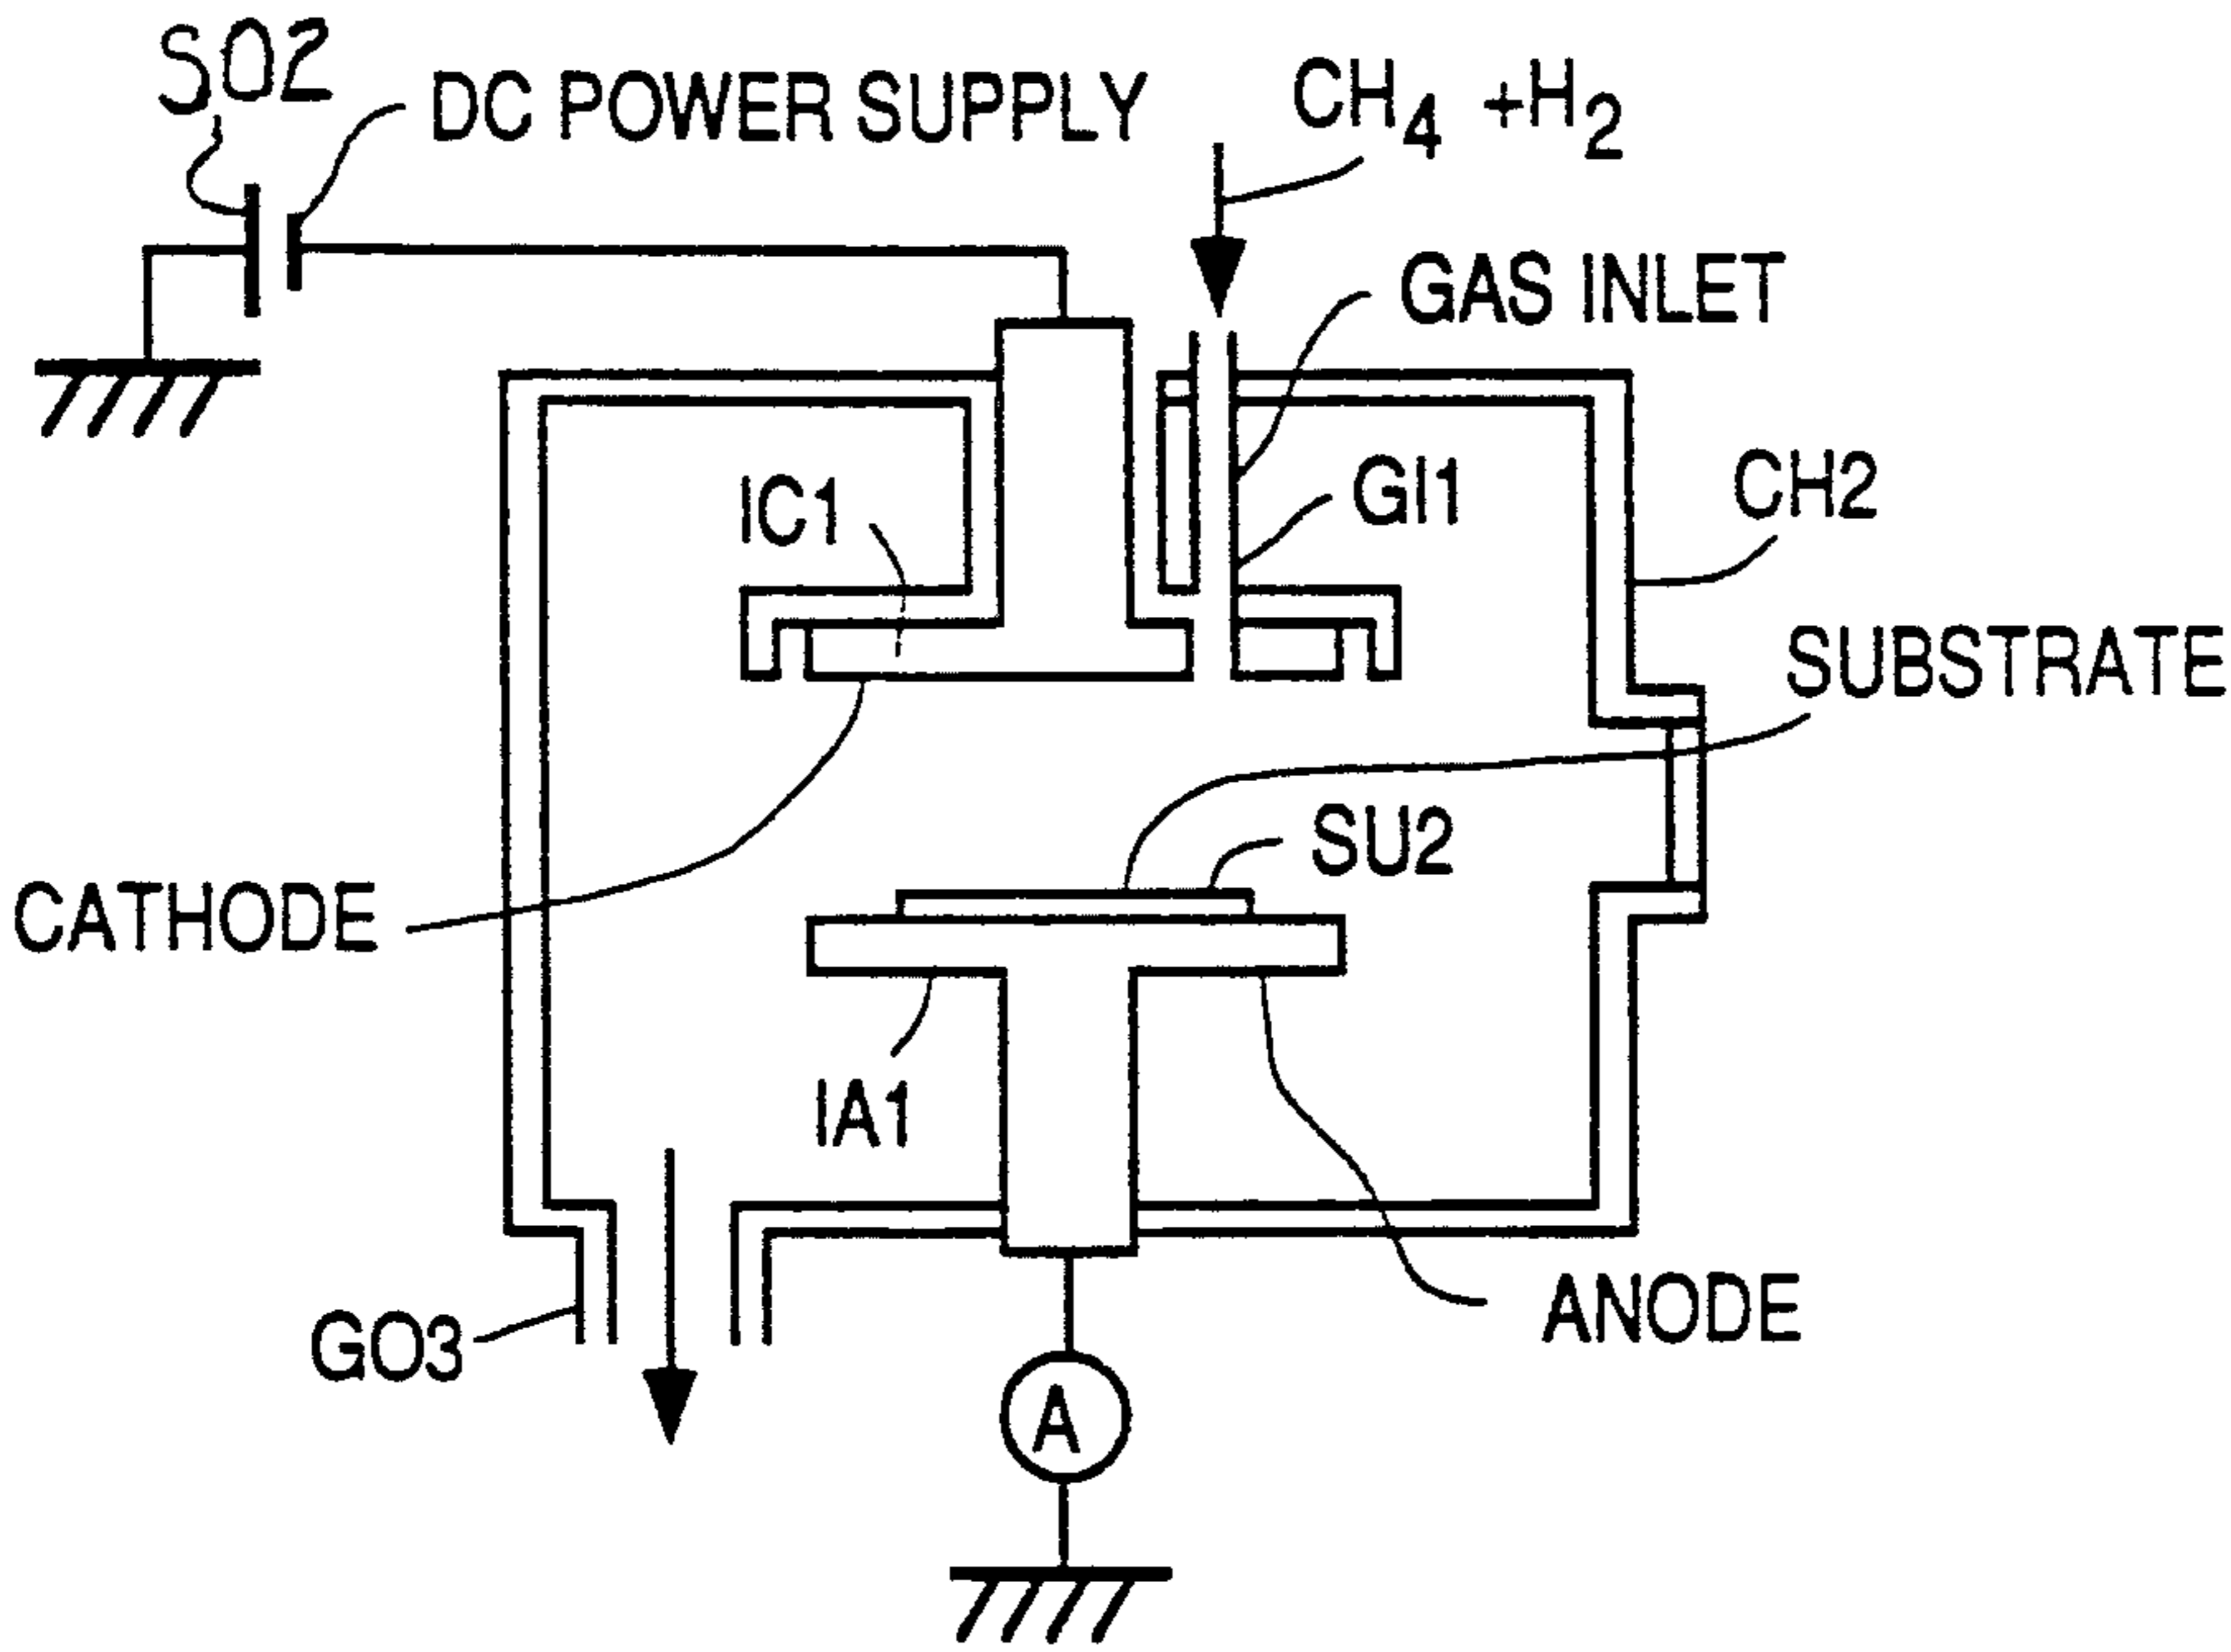 SO2
DC POWER SUPPLY
CH4 +H2
GAS INLET
IC1
GI1
CH2
SUBSTRATE
SU2
CATHODE
IA1
GO3
ANODE
A